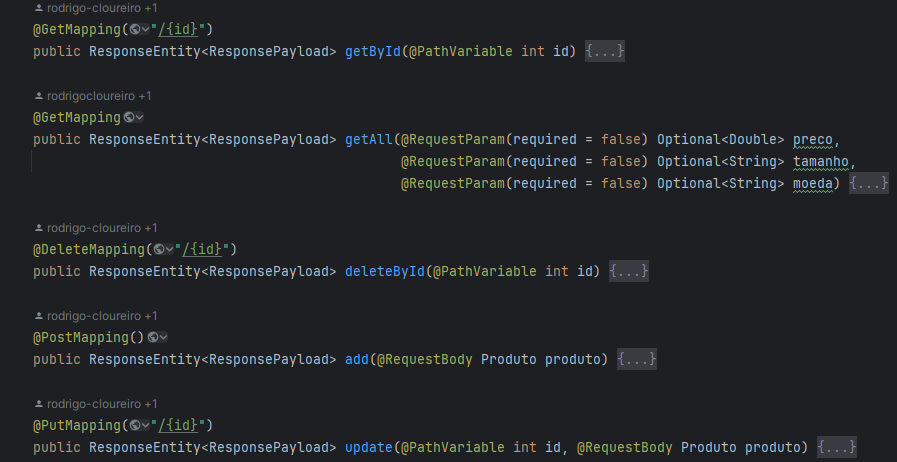 rodrigo-cloureiro +1
@GetMapping("/{id}")
public ResponseEntity<ResponsePayload> getById(@PathVariable int id) {...}
rodrigocloureiro +1
@GetMapping
public ResponseEntity<ResponsePayload> getAll(@RequestParam(required = false) Optional<Double> preco,
@RequestParam(required = false) Optional<String> tamanho,
@RequestParam(required = false) Optional<String> moeda) {...}
rodrigo-cloureiro +1
@DeleteMapping("/{id}")
public ResponseEntity<ResponsePayload> deleteById(@PathVariable int id) {...}
rodrigo-cloureiro +1
@PostMapping()
public ResponseEntity<ResponsePayload> add(@RequestBody Produto produto) {...}
rodrigo-cloureiro +1
@PutMapping("/{id}")
public ResponseEntity<ResponsePayload> update(@PathVariable int id, @RequestBody Produto produto) {...}